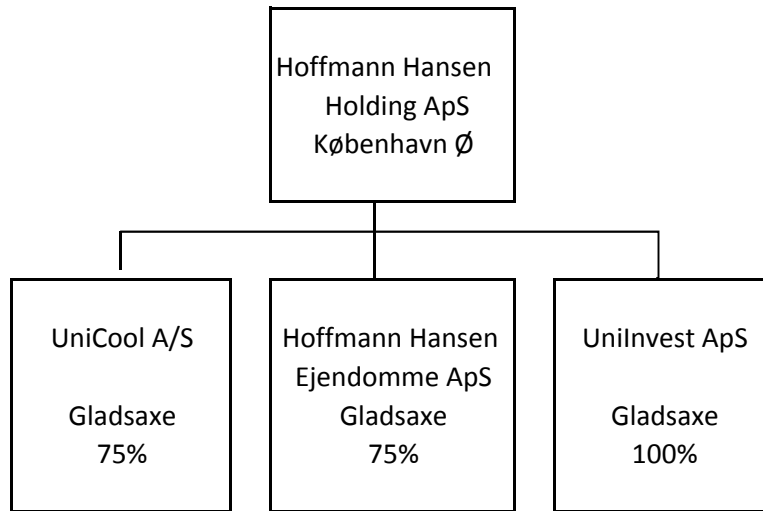 Hoffmann Hansen
Holding ApS
København Ø
UniCool A/S
Gladsaxe
75%
Hoffmann Hansen
Ejendomme ApS
Gladsaxe
75%
UniInvest ApS
Gladsaxe
100%